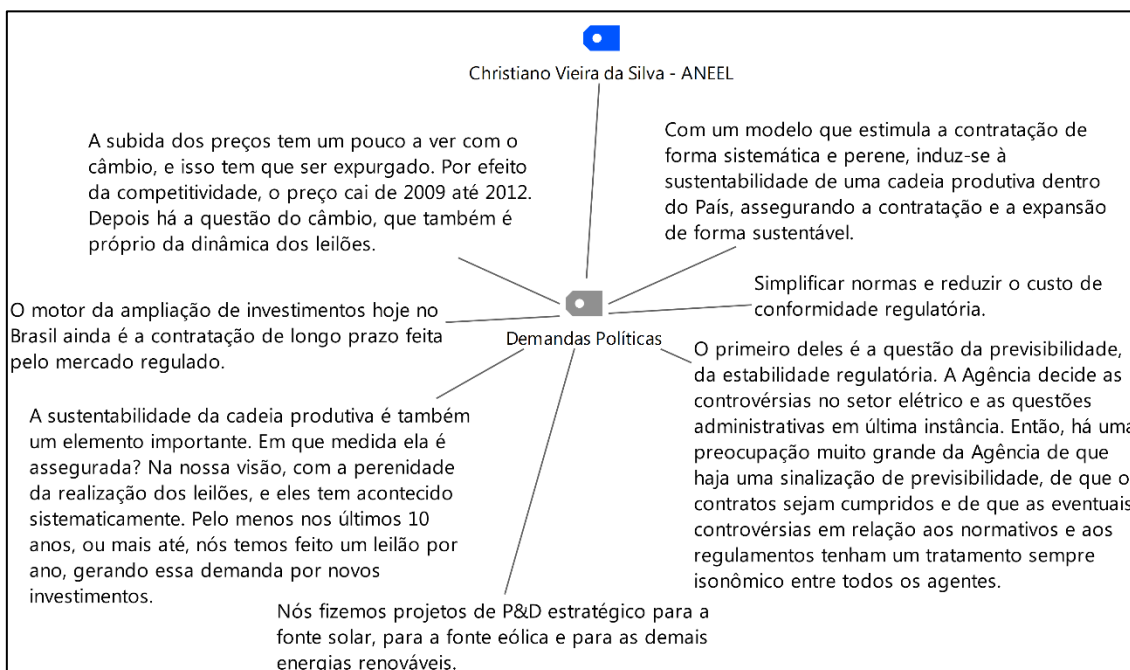 Christiano Vieira da Silva - ANEEL
A subida dos preços tem um pouco a ver com o
câmbio, e isso tem que ser expurgado. Por efeito
da competitividade, o preço cai de 2009 até 2012.
Depois há a questão do câmbio, que também é
próprio da dinâmica dos leilões.
Com um modelo que estimula a contratação de
forma sistemática e perene, induz-se à
sustentabilidade de uma cadeia produtiva dentro
do País, assegurando a contratação e a expansão
de forma sustentável.
Simplificar normas e reduzir o custo de
conformidade regulatória.
O motor da ampliação de investimentos hoje no
Brasil ainda é a contratação de longo prazo feita
pelo mercado regulado.
Demandas Políticas
O primeiro deles é a questão da previsibilidade,
da estabilidade regulatória. A Agência decide as
controvérsias no setor elétrico e as questões
administrativas em última instância. Então, há uma
preocupação muito grande da Agência de que
haja uma sinalização de previsibilidade, de que o
contratos sejam cumpridos e de que as eventuais
controvérsias em relação aos normativos e aos
regulamentos tenham um tratamento sempre
isonômico entre todos os agentes.
A sustentabilidade da cadeia produtiva é também
um elemento importante. Em que medida ela é
assegurada? Na nossa visão, com a perenidade
da realização dos leilões, e eles tem acontecido
sistematicamente. Pelo menos nos últimos 10
anos, ou mais até, nós temos feito um leilão por
ano, gerando essa demanda por novos
investimentos.
Nós fizemos projetos de P&D estratégico para a
fonte solar, para a fonte eólica e para as demais
energias renováveis.